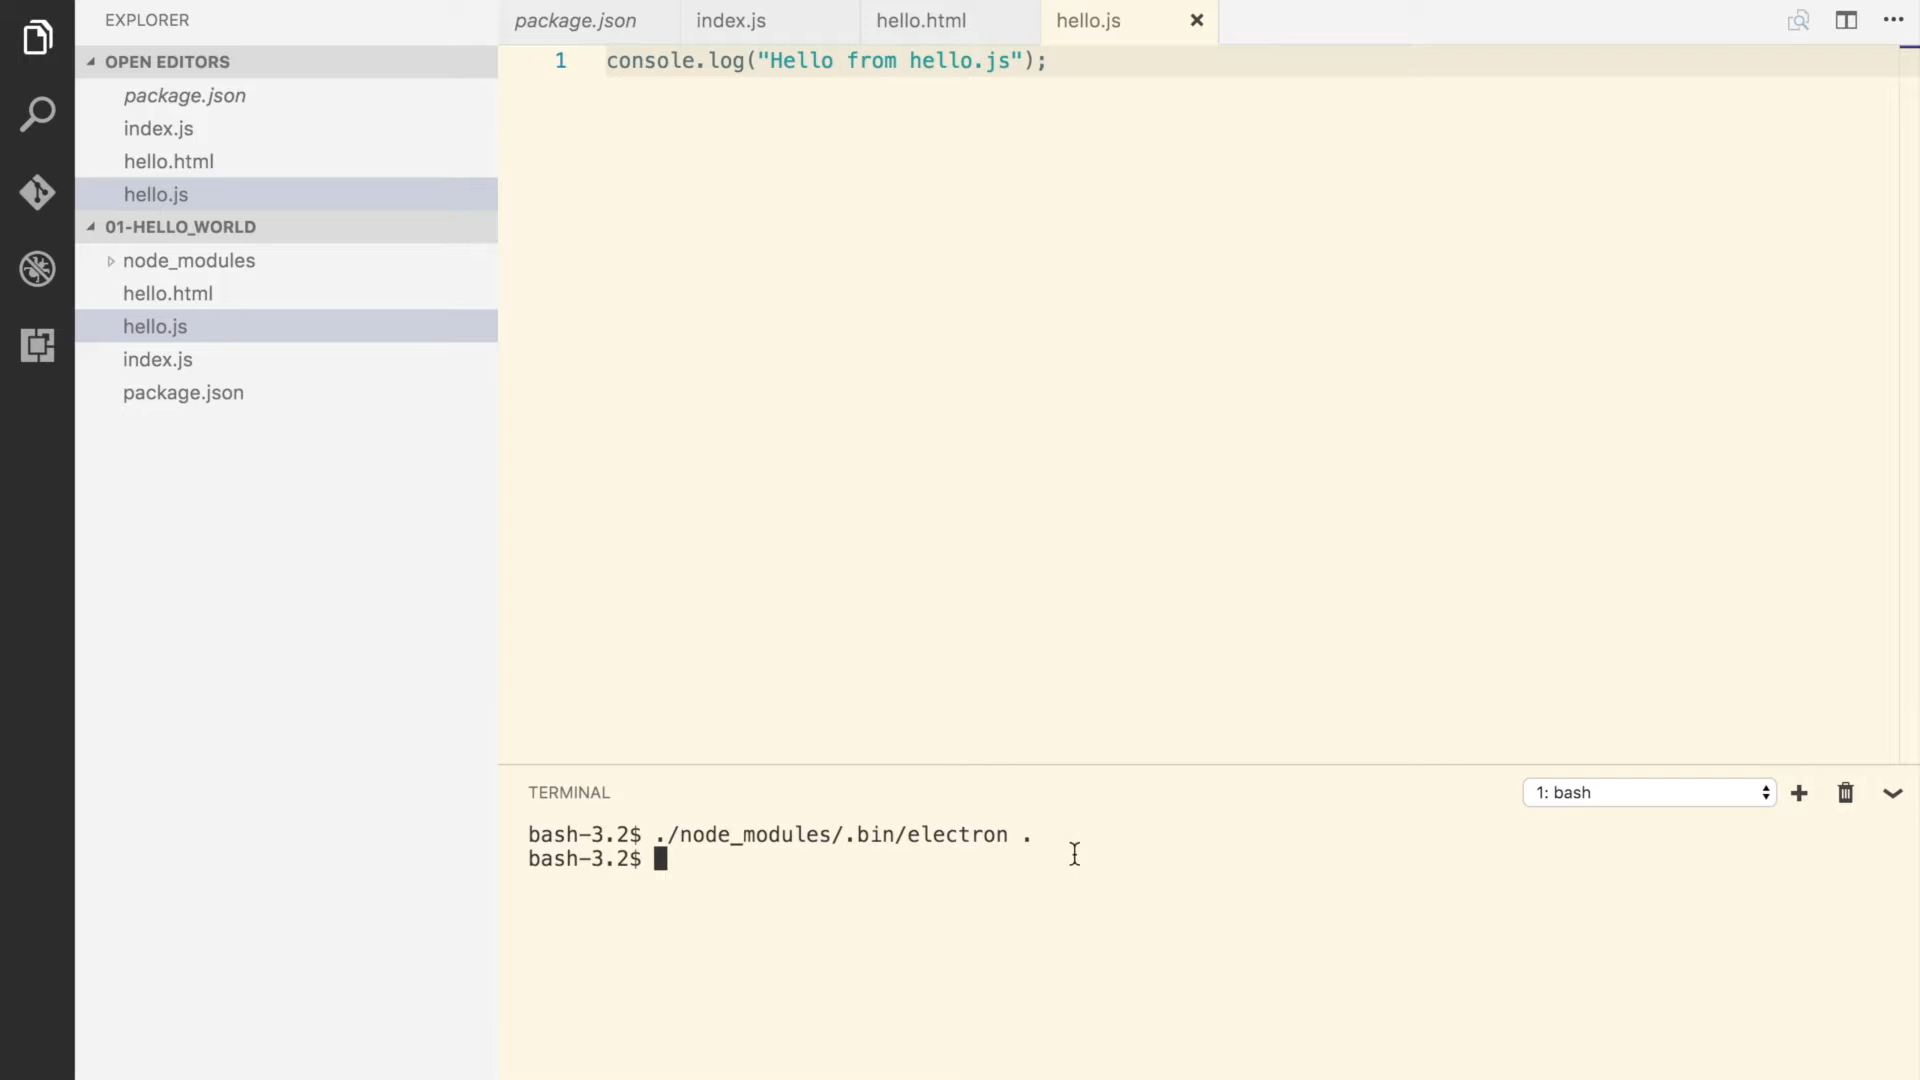 EXPLORER
OPEN EDITORS
package.json
index.js
hello.html
hello.js
01-HELLO_WORLD
node_modules
hello.html
hello.js
index.js
package.json
package.json index.js hello.html hello.js
1 console.log("Hello from hello.js");
TERMINAL
1: bash
bash-3.2$ ./node_modules/.bin/electron .
bash-3.2$